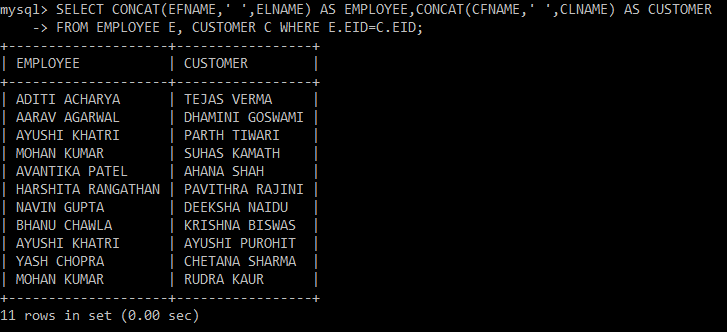 mysql> SELECT CONCAT(EFNAME,' ',ELNAME) AS EMPLOYEE,CONCAT(CFNAME,' ',CLNAME) AS CUSTOMER
    -> FROM EMPLOYEE E, CUSTOMER C WHERE E.EID=C.EID;
+--------------------+-----------------+
| EMPLOYEE           | CUSTOMER        |
+--------------------+-----------------+
| ADITI ACHARYA      | TEJAS VERMA     |
| AARAV AGARWAL      | DHAMINI GOSWAMI |
| AYUSHI KHATRI      | PARTH TIWARI    |
| MOHAN KUMAR        | SUHAS KAMATH    |
| AVANTIKA PATEL     | AHANA SHAH      |
| HARSHITA RANGATHAN | PAVITHRA RAJINI |
| NAVIN GUPTA        | DEEKSHA NAIDU   |
| BHANU CHAWLA       | KRISHNA BISWAS  |
| AYUSHI KHATRI      | AYUSHI PUROHIT  |
| YASH CHOPRA        | CHETANA SHARMA  |
| MOHAN KUMAR        | RUDRA KAUR      |
+--------------------+-----------------+
11 rows in set (0.00 sec)